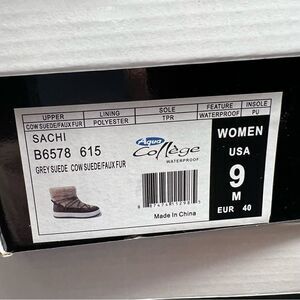 UPPER LINING SOLE FEATURE INSOLE
COW SUEDE/FAUX FUR POLYESTER TPR WATERPROOF PU
SACHI
B6578 615
GREY SUEDE COW SUEDE/FAUX FUR
Aqua
College
WATERPROOF
Made In China
WOMEN
USA
9
M
EUR 40